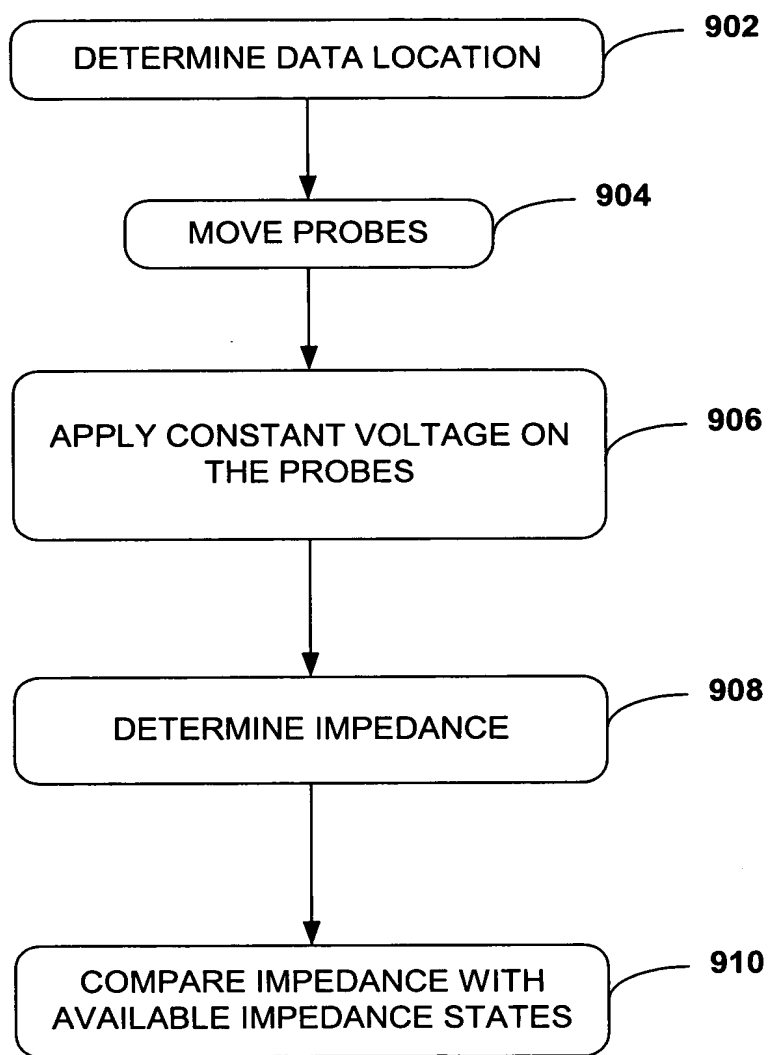 902
DETERMINE DATA LOCATION
904
MOVE PROBES
906
APPLY CONSTANT VOLTAGE ON
THE PROBES
908
DETERMINE IMPEDANCE
910
COMPARE IMPEDANCE WITH
AVAILABLE IMPEDANCE STATES